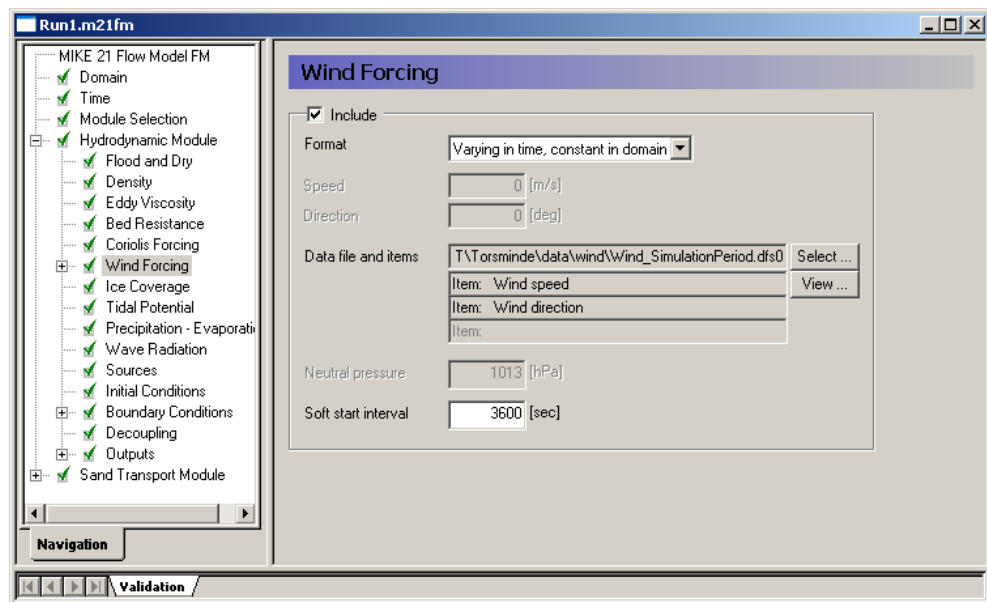 Run1.m21fm
MIKE 21 Flow Model FM
Domain
Time
Module Selection
Hydrodynamic Module
Flood and Dry
Density
Eddy Viscosity
Bed Resistance
Coriolis Forcing
Wind Forcing
Ice Coverage
Tidal Potential
Precipitation - Evaporati
Wave Radiation
Sources
Initial Conditions
Boundary Conditions
Decoupling
Outputs
Sand Transport Module
Navigation
Wind Forcing
Include
Format Varying in time, constant in domain
Speed 0 [m/s]
Direction 0 [deg]
Data file and items T\Torsminde\data\wind\Wind_SimulationPeriod.dfs0 Select ...
Item: Wind speed View ...
Item: Wind direction
Item:
Neutral pressure 1013 [hPa]
Soft start interval 3600 [sec]
Validation